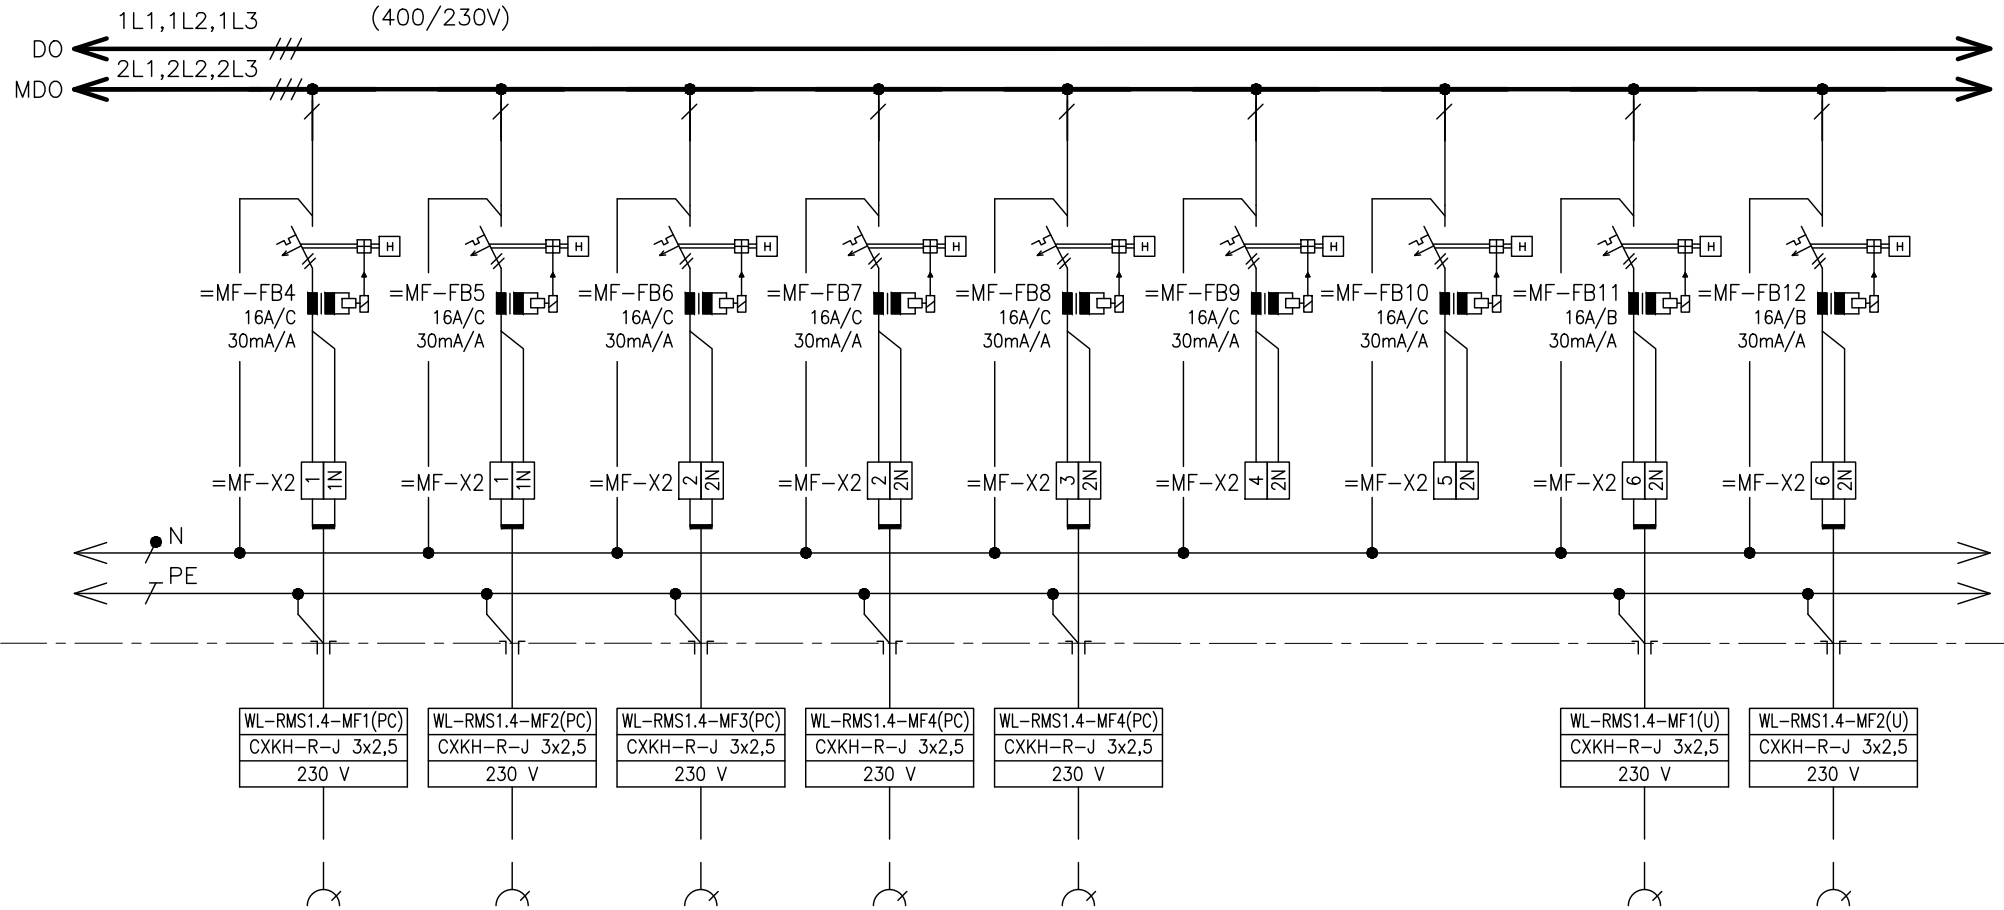 1L1,1L2,1L3 (400/230V)
DO
2L1,2L2,2L3
MDO
H H H H H H H H H
=MF-FB4 =MF-FB5 =MF-FB6 =MF-FB7 =MF-FB8 =MF-FB9 =MF-FB10 =MF-FB11 =MF-FB12
16A/C 16A/C 16A/C 16A/C 16A/C 16A/C 16A/C 16A/B 16A/B
30mA/A 30mA/A 30mA/A 30mA/A 30mA/A 30mA/A 30mA/A 30mA/A 30mA/A
=MF-X2 1 1N =MF-X2 1 1N =MF-X2 2 2N =MF-X2 2 2N =MF-X2 3 2N =MF-X2 4 2N =MF-X2 5 2N =MF-X2 6 2N =MF-X2 6 2N
N
PE
WL-RMS1.4-MF1(PC) WL-RMS1.4-MF2(PC) WL-RMS1.4-MF3(PC) WL-RMS1.4-MF4(PC) WL-RMS1.4-MF4(PC) WL-RMS1.4-MF1(U) WL-RMS1.4-MF2(U)
CXKH-R-J 3x2,5 CXKH-R-J 3x2,5 CXKH-R-J 3x2,5 CXKH-R-J 3x2,5 CXKH-R-J 3x2,5 CXKH-R-J 3x2,5 CXKH-R-J 3x2,5
230 V 230 V 230 V 230 V 230 V 230 V 230 V